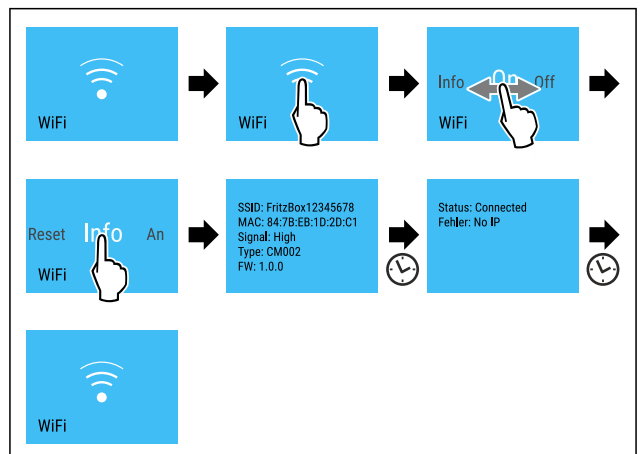 WiFi
WiFi
Info On Off
WiFi
Reset Info An
WiFi
SSID: FritzBox12345678
MAC: 84:7B:EB:1D:2D:C1
Signal: High
Type: CM002
FW: 1.0.0
Status: Connected
Fehler: No IP
WiFi